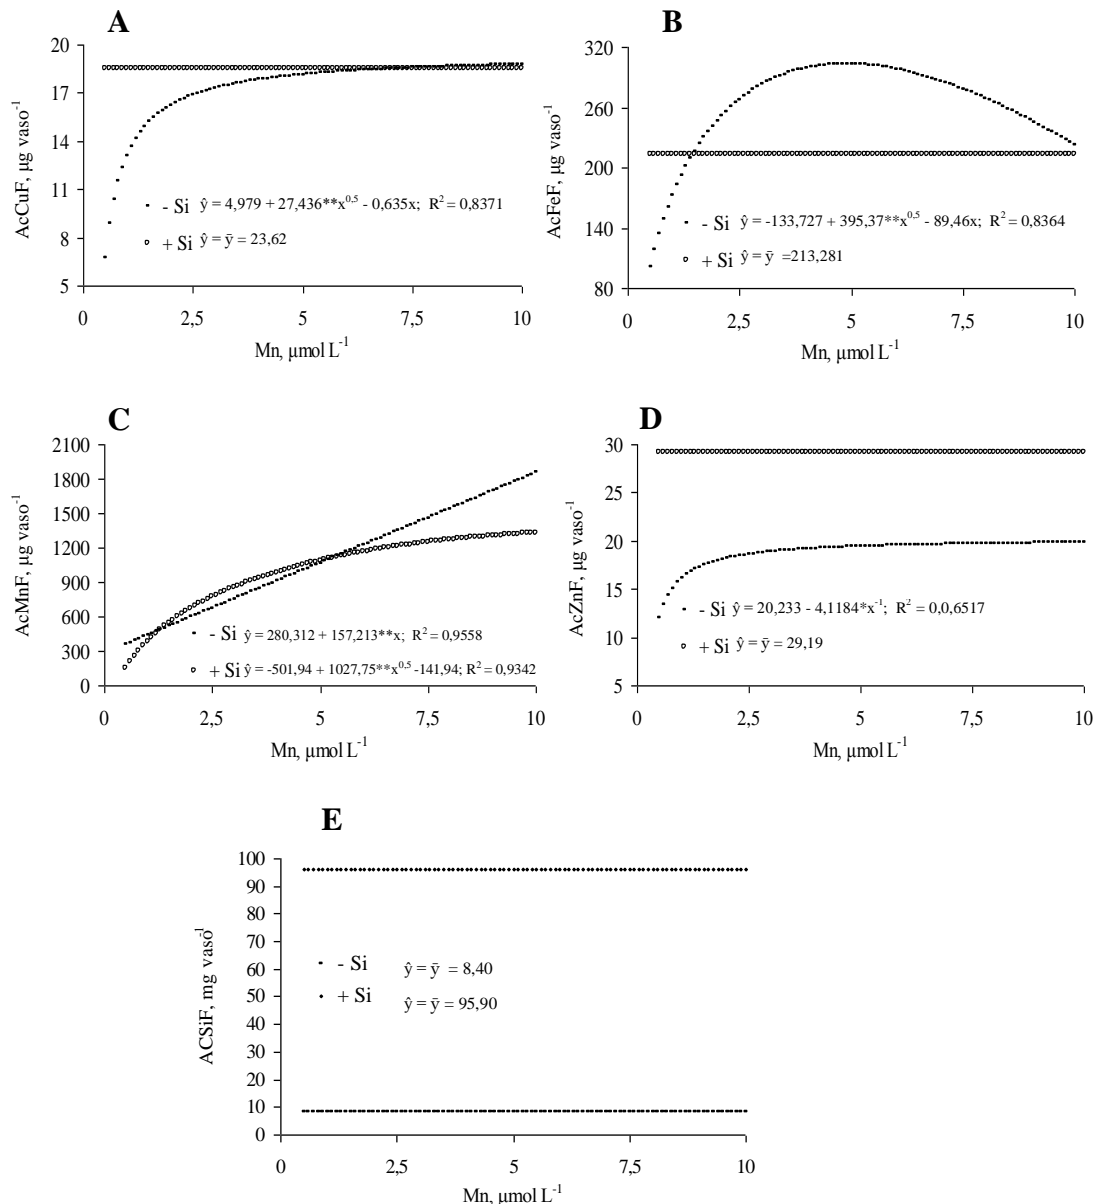 A
20
17
14
11
8
5
AcCuF, µg vaso⁻¹
- Si ŷ = 4,979 + 27,436**x⁰,⁵ - 0,635x; R² = 0,8371
+ Si ŷ = ȳ = 23,62
0 2,5 5 7,5 10
Mn, µmol L⁻¹
B
320
260
200
140
80
AcFeF, µg vaso⁻¹
- Si ŷ = -133,727 + 395,37**x⁰,⁵ - 89,46x; R² = 0,8364
+ Si ŷ = ȳ =213,281
0 2,5 5 7,5 10
Mn, µmol L⁻¹
C
2100
1800
1500
1200
900
600
300
0
AcMnF, µg vaso⁻¹
- Si ŷ = 280,312 + 157,213**x; R² = 0,9558
+ Si ŷ = -501,94 + 1027,75**x⁰,⁵ -141,94; R² = 0,9342
0 2,5 5 7,5 10
Mn, µmol L⁻¹
D
30
25
20
15
10
5
AcZnF, µg vaso⁻¹
- Si ŷ = 20,233 - 4,1184*x⁻¹; R² = 0,0,6517
+ Si ŷ = ȳ = 29,19
0 2,5 5 7,5 10
Mn, µmol L⁻¹
E
100
90
80
70
60
50
40
30
20
10
0
ACSiF, mg vaso⁻¹
- Si ŷ = ȳ = 8,40
+ Si ŷ = ȳ = 95,90
0 2,5 5 7,5 10
Mn, µmol L⁻¹